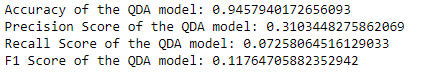 Accuracy of the QDA model: 0.9457940172656093
Precision Score of the QDA model: 0.3103448275862069
Recall Score of the QDA model: 0.07258064516129033
F1 Score of the QDA model: 0.11764705882352942